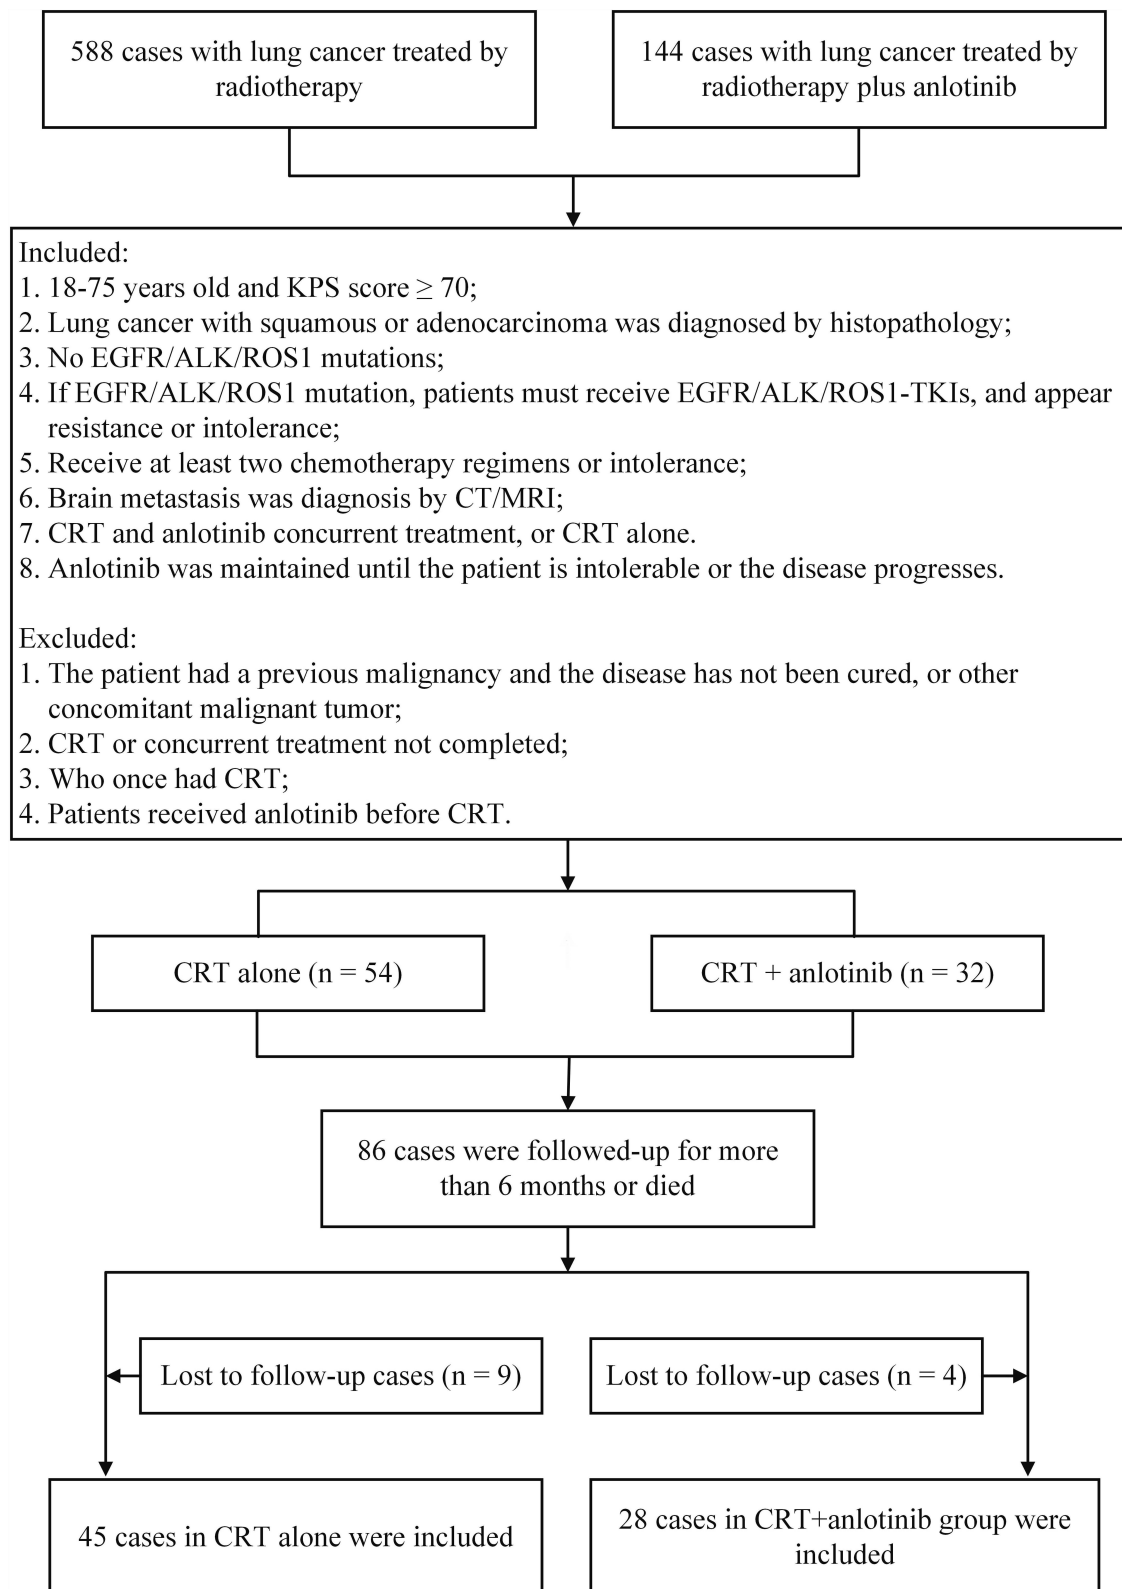 588 cases with lung cancer treated by
radiotherapy
144 cases with lung cancer treated by
radiotherapy plus anlotinib
Included:
1. 18-75 years old and KPS score ≥ 70;
2. Lung cancer with squamous or adenocarcinoma was diagnosed by histopathology;
3. No EGFR/ALK/ROS1 mutations;
4. If EGFR/ALK/ROS1 mutation, patients must receive EGFR/ALK/ROS1-TKIs, and appear
resistance or intolerance;
5. Receive at least two chemotherapy regimens or intolerance;
6. Brain metastasis was diagnosis by CT/MRI;
7. CRT and anlotinib concurrent treatment, or CRT alone.
8. Anlotinib was maintained until the patient is intolerable or the disease progresses.
Excluded:
1. The patient had a previous malignancy and the disease has not been cured, or other
concomitant malignant tumor;
2. CRT or concurrent treatment not completed;
3. Who once had CRT;
4. Patients received anlotinib before CRT.
CRT alone (n = 54)
CRT + anlotinib (n = 32)
86 cases were followed-up for more
than 6 months or died
Lost to follow-up cases (n = 9)
Lost to follow-up cases (n = 4)
45 cases in CRT alone were included
28 cases in CRT+anlotinib group were
included